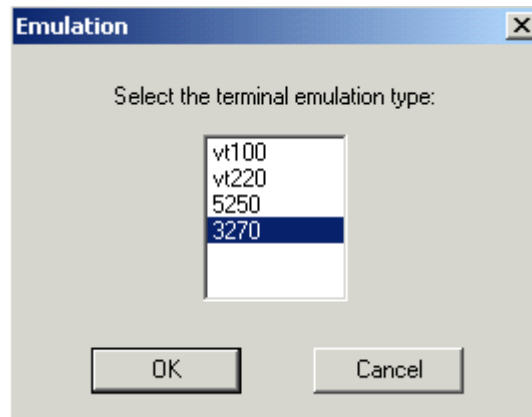 Emulation
Select the terminal emulation type:
vt100
vt220
5250
3270
OK Cancel